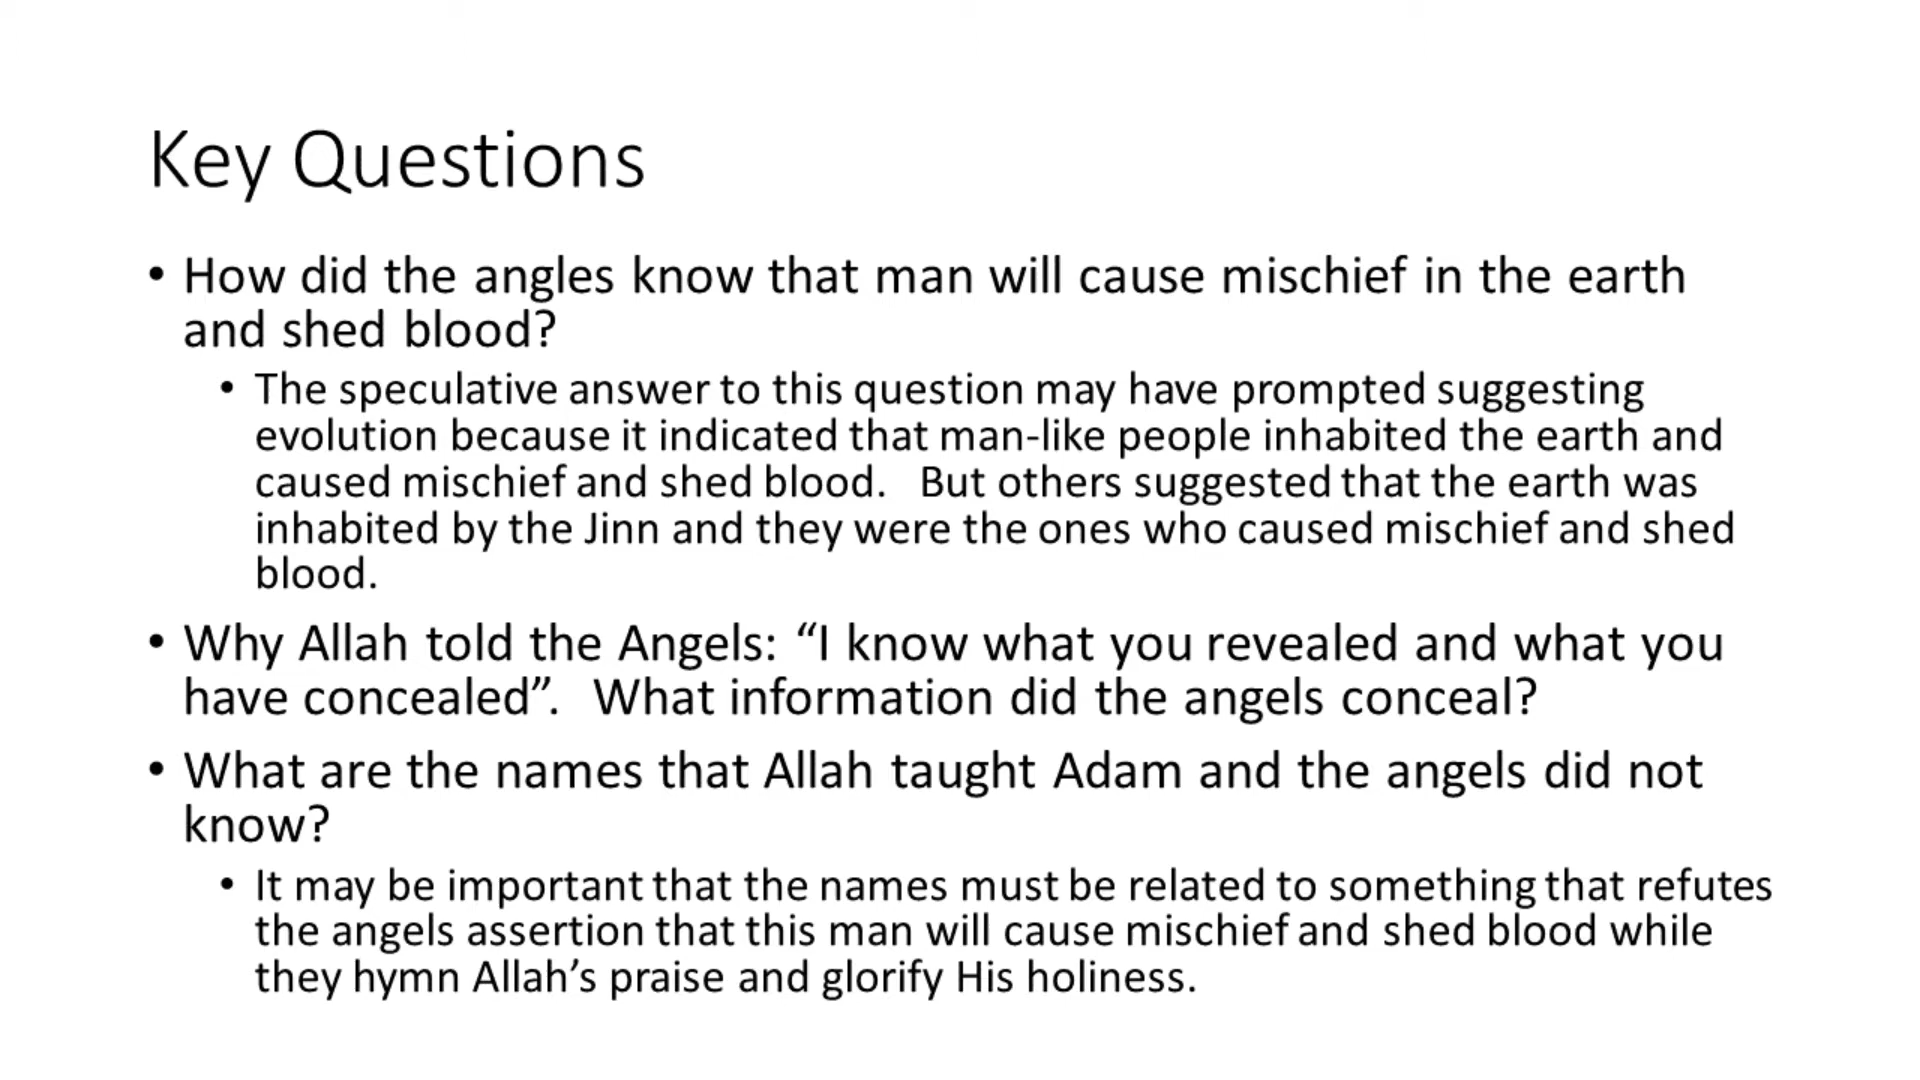 Key Questions
• How did the angles know that man will cause mischief in the earth
and shed blood?
• The speculative answer to this question may have prompted suggesting
evolution because it indicated that man-like people inhabited the earth and
caused mischief and shed blood.   But others suggested that the earth was
inhabited by the Jinn and they were the ones who caused mischief and shed
blood.
• Why Allah told the Angels: “I know what you revealed and what you
have concealed”.  What information did the angels conceal?
• What are the names that Allah taught Adam and the angels did not
know?
• It may be important that the names must be related to something that refutes
the angels assertion that this man will cause mischief and shed blood while
they hymn Allah’s praise and glorify His holiness.